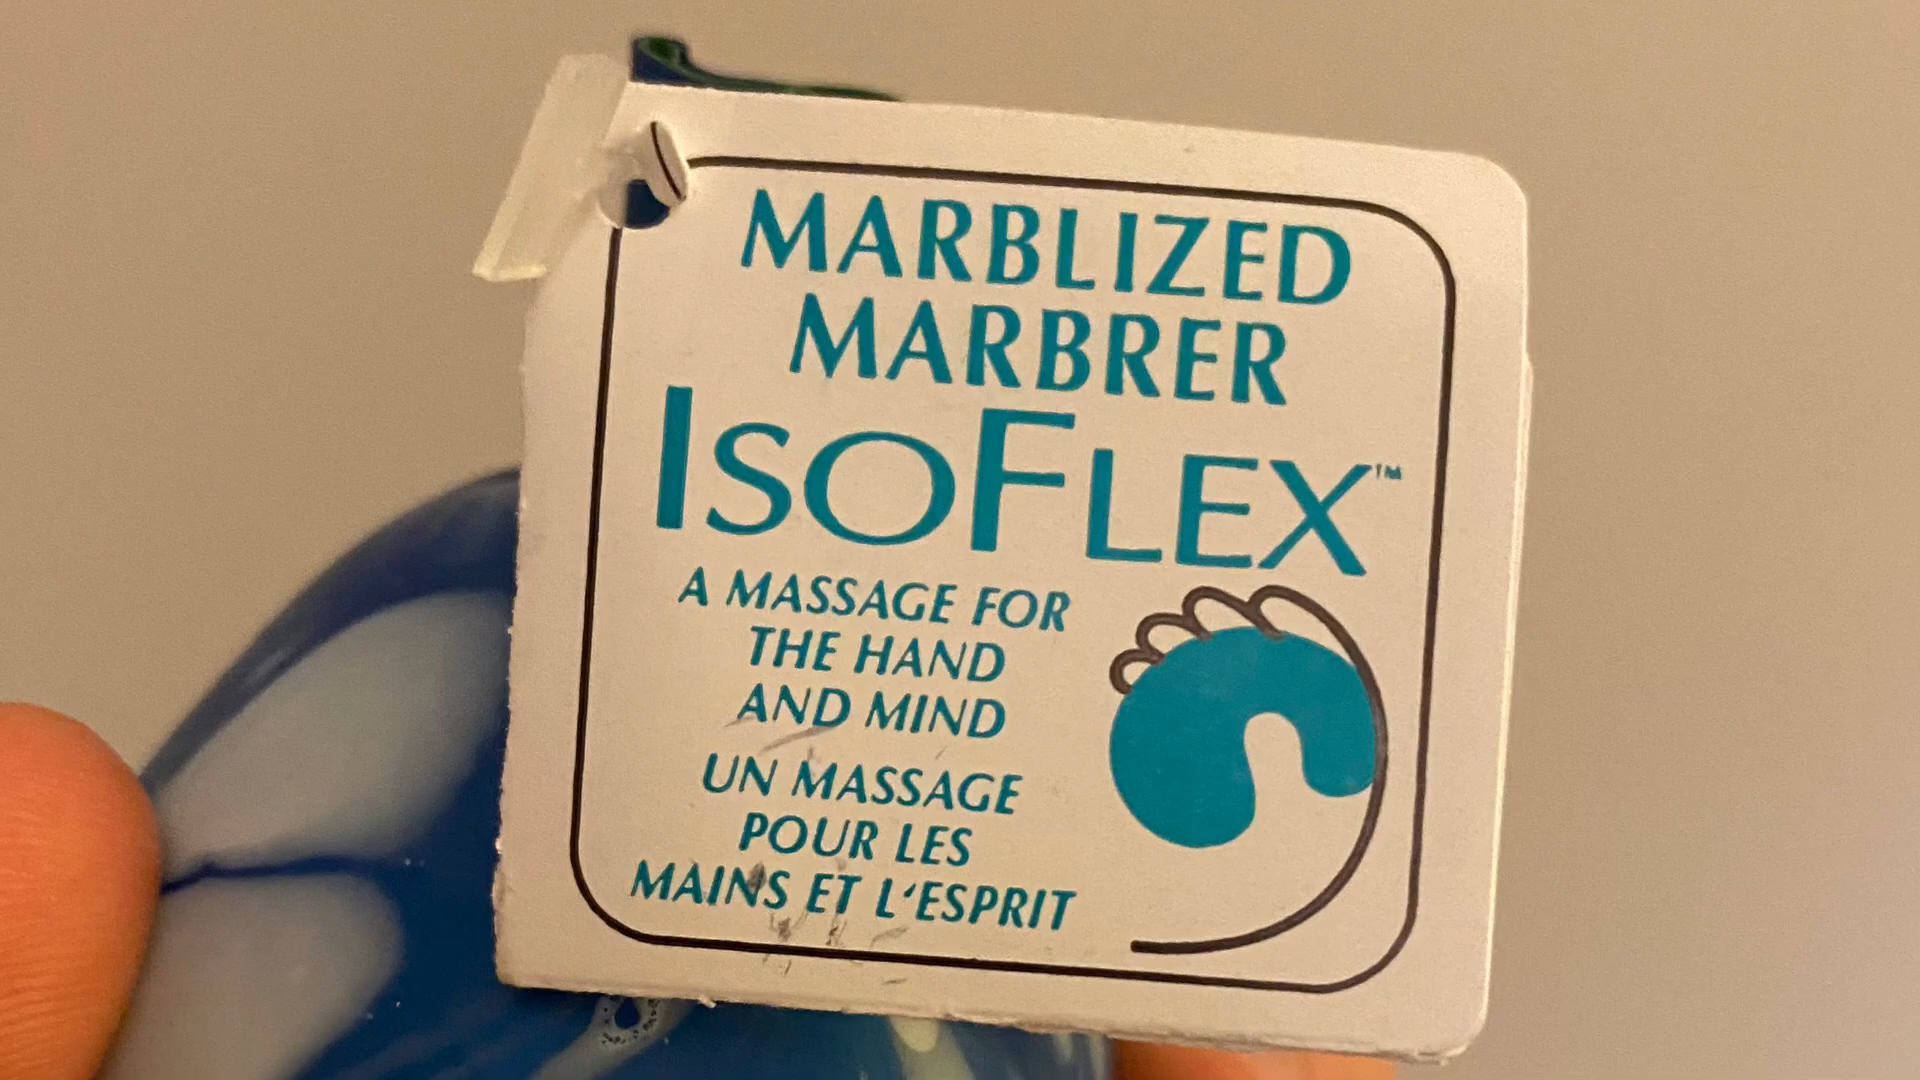 MARBLIZED
MARBRER
ISOFLEX™
A MASSAGE FOR
THE HAND
AND MIND
UN MASSAGE
POUR LES
MAINS ET L'ESPRIT